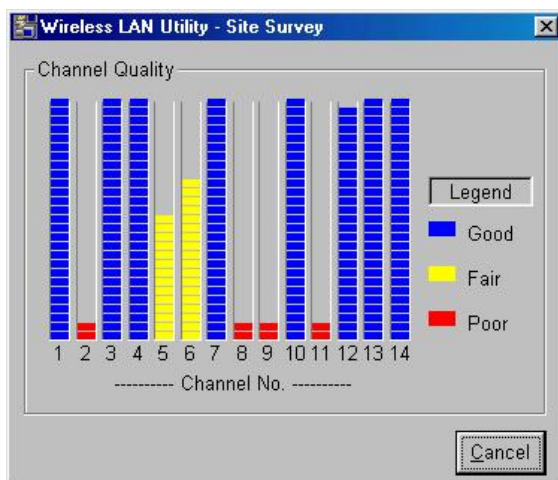 Wireless LAN Utility - Site Survey
Channel Quality
Legend
Good
Fair
Poor
1 2 3 4 5 6 7 8 9 10 11 12 13 14
---------- Channel No. ----------
Cancel